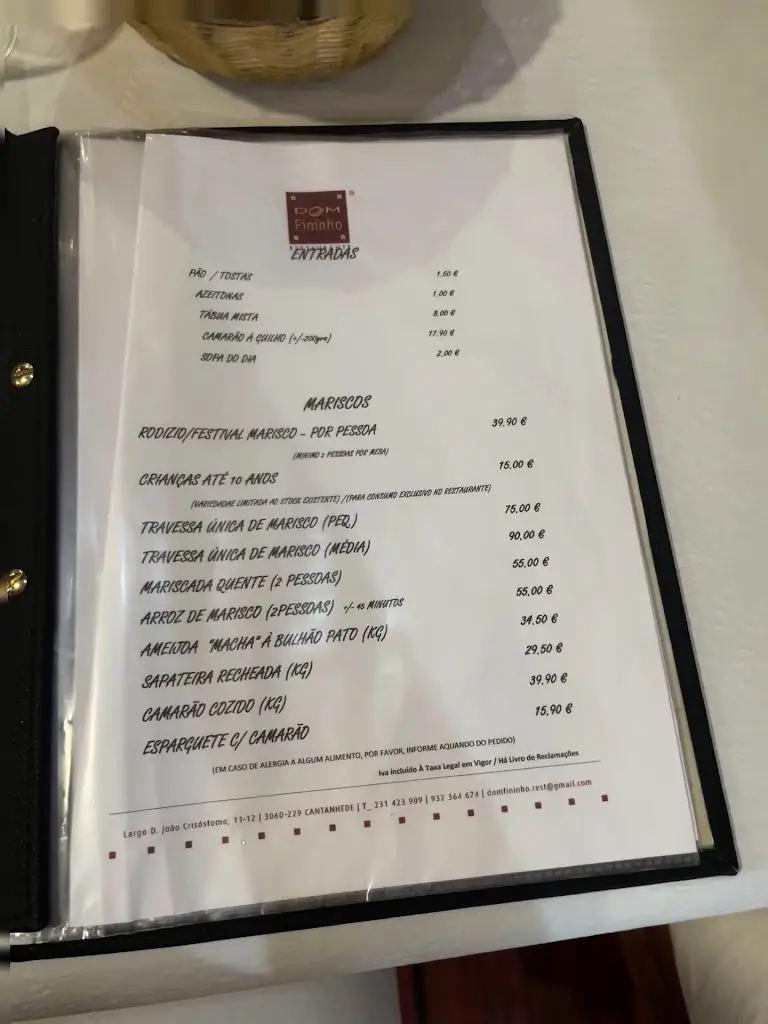 DOM
Fininho
RESTAURANTE
ENTRADAS
PÃO / TOSTAS 1,50 €
AZEITONAS 1,00 €
TÁBUA MISTA 8,00 €
CAMARÃO À GUILHO (+/-200grs) 17,90 €
SOPA DO DIA 2,00 €
MARISCOS
RODIZIO/FESTIVAL MARISCO - POR PESSOA 39,90 €
(MINIMO 2 PESSOAS POR MESA)
CRIANÇAS ATÉ 10 ANOS 15,00 €
(VARIEDADAE LIMITADA AO STOCK EXISTENTE) /(PARA CONSUMO EXCLUSIVO NO RESTAURANTE)
TRAVESSA ÚNICA DE MARISCO (PEQ.) 75,00 €
TRAVESSA ÚNICA DE MARISCO (MÉDIA) 90,00 €
MARISCADA QUENTE (2 PESSOAS) 55,00 €
ARROZ DE MARISCO (2PESSOAS) +/- 45 MINUTOS 55,00 €
AMEIJOA "MACHA" À BULHÃO PATO (KG) 34,50 €
SAPATEIRA RECHEADA (KG) 29,50 €
CAMARÃO COZIDO (KG) 39,90 €
ESPARGUETE C/ CAMARÃO 15,90 €
(EM CASO DE ALERGIA A ALGUM ALIMENTO, POR FAVOR, INFORME AQUANDO DO PEDIDO)
Iva incluído À Taxa Legal em Vigor / Há Livro de Reclamações
Largo D. João Crisóstomo, 11-12 | 3060-229 CANTANHEDE | T_ 231 423 909 | 932 364 674 | domfininho.rest@gmail.com